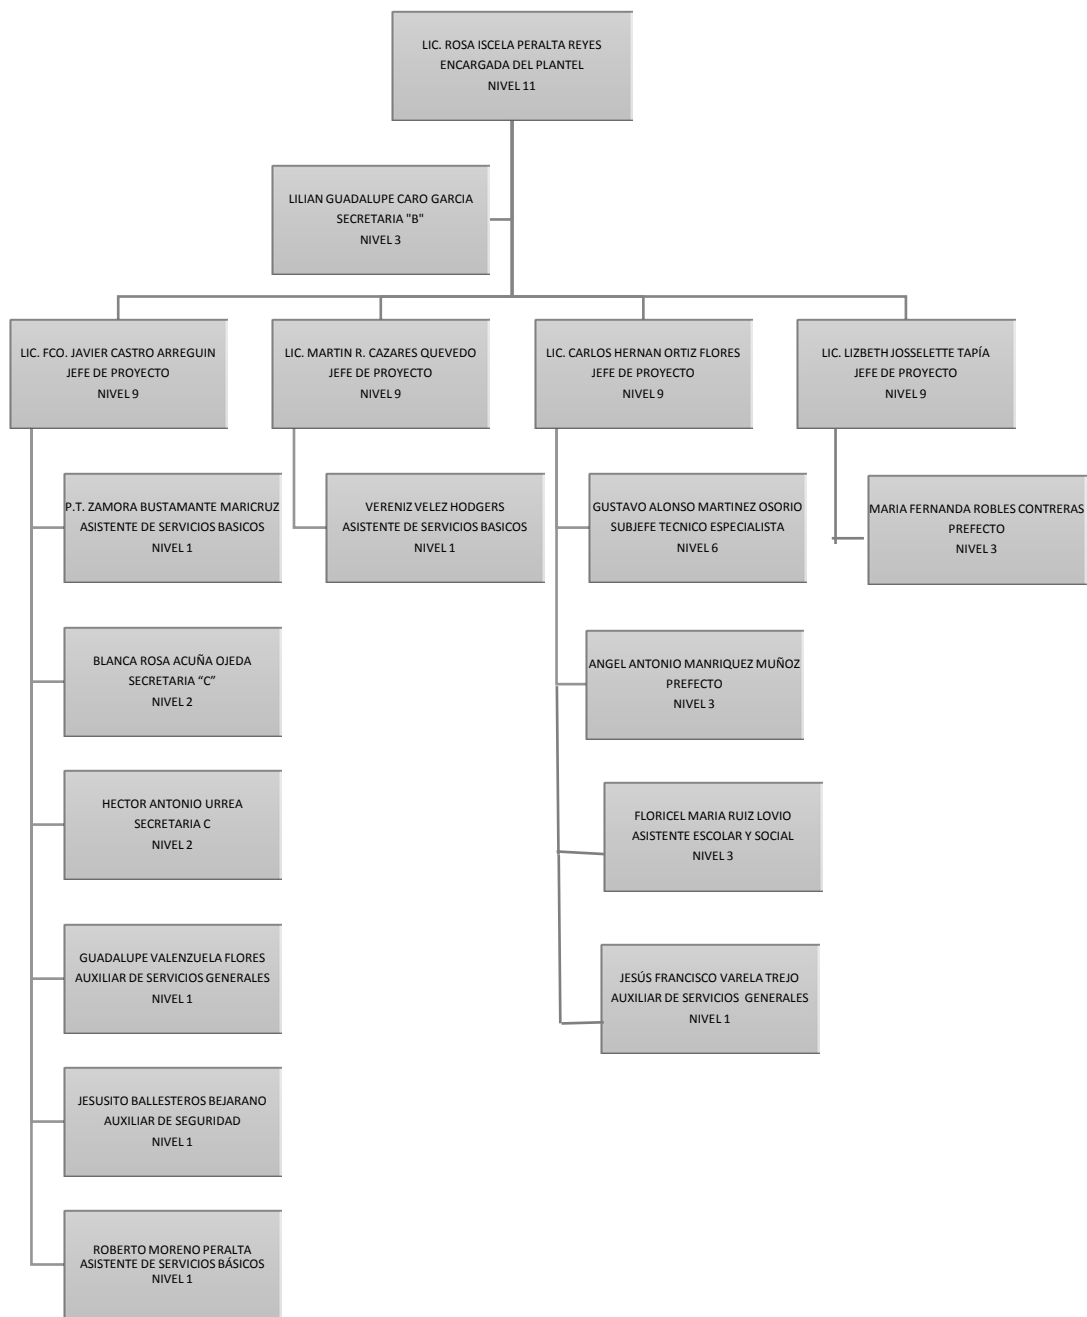 LIC. ROSA ISCELA PERALTA REYES
ENCARGADA DEL PLANTEL
NIVEL 11
LILIAN GUADALUPE CARO GARCIA
SECRETARIA "B"
NIVEL 3
LIC. FCO. JAVIER CASTRO ARREGUIN
JEFE DE PROYECTO
NIVEL 9
LIC. MARTIN R. CAZARES QUEVEDO
JEFE DE PROYECTO
NIVEL 9
LIC. CARLOS HERNAN ORTIZ FLORES
JEFE DE PROYECTO
NIVEL 9
LIC. LIZBETH JOSSELETTE TAPÍA
JEFE DE PROYECTO
NIVEL 9
P.T. ZAMORA BUSTAMANTE MARICRUZ
ASISTENTE DE SERVICIOS BASICOS
NIVEL 1
VERENIZ VELEZ HODGERS
ASISTENTE DE SERVICIOS BASICOS
NIVEL 1
GUSTAVO ALONSO MARTINEZ OSORIO
SUBJEFE TECNICO ESPECIALISTA
NIVEL 6
MARIA FERNANDA ROBLES CONTRERAS
PREFECTO
NIVEL 3
BLANCA ROSA ACUÑA OJEDA
SECRETARIA “C”
NIVEL 2
ANGEL ANTONIO MANRIQUEZ MUÑOZ
PREFECTO
NIVEL 3
HECTOR ANTONIO URREA
SECRETARIA C
NIVEL 2
FLORICEL MARIA RUIZ LOVIO
ASISTENTE ESCOLAR Y SOCIAL
NIVEL 3
GUADALUPE VALENZUELA FLORES
AUXILIAR DE SERVICIOS GENERALES
NIVEL 1
JESÚS FRANCISCO VARELA TREJO
AUXILIAR DE SERVICIOS  GENERALES
NIVEL 1
JESUSITO BALLESTEROS BEJARANO
AUXILIAR DE SEGURIDAD
NIVEL 1
ROBERTO MORENO PERALTA
ASISTENTE DE SERVICIOS BÁSICOS
NIVEL 1